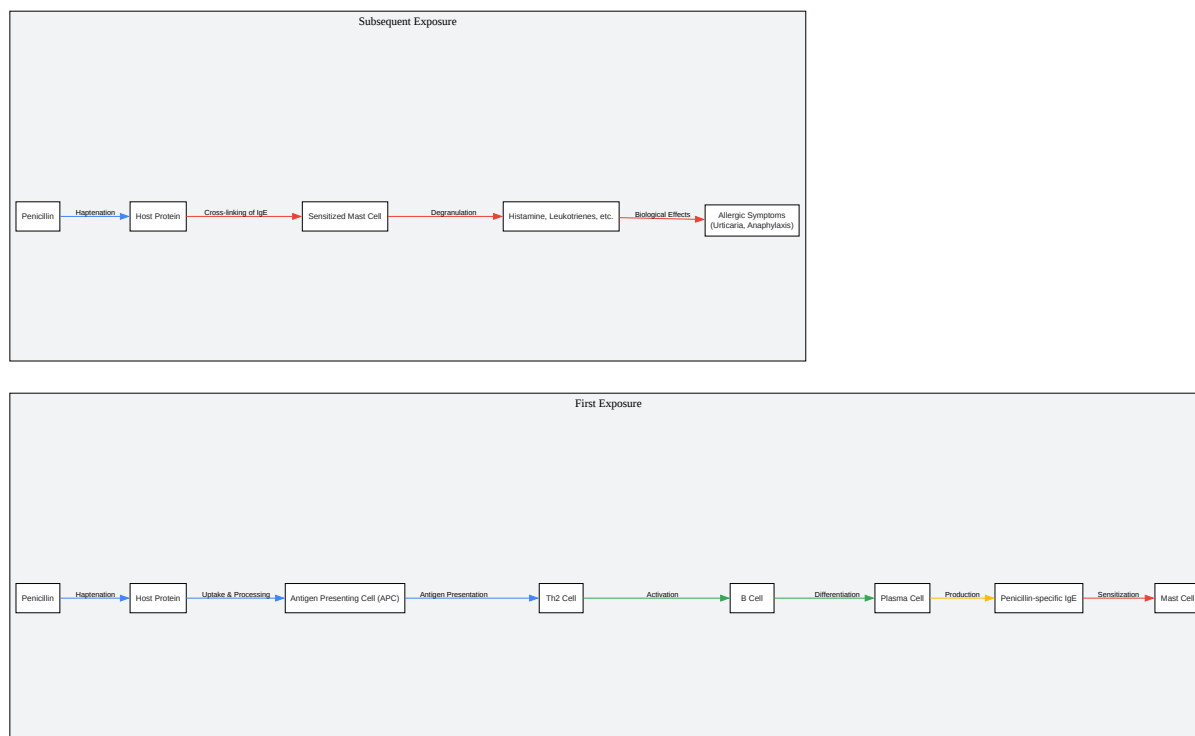 Subsequent Exposure
Penicillin
Haptenation
Host Protein
Cross-linking of IgE
Sensitized Mast Cell
Degranulation
Histamine, Leukotrienes, etc.
Biological Effects
Allergic Symptoms
(Urticaria, Anaphylaxis)
First Exposure
Penicillin
Haptenation
Host Protein
Uptake & Processing
Antigen Presenting Cell (APC)
Antigen Presentation
Th2 Cell
Activation
B Cell
Differentiation
Plasma Cell
Production
Penicillin-specific IgE
Sensitization
Mast Cell